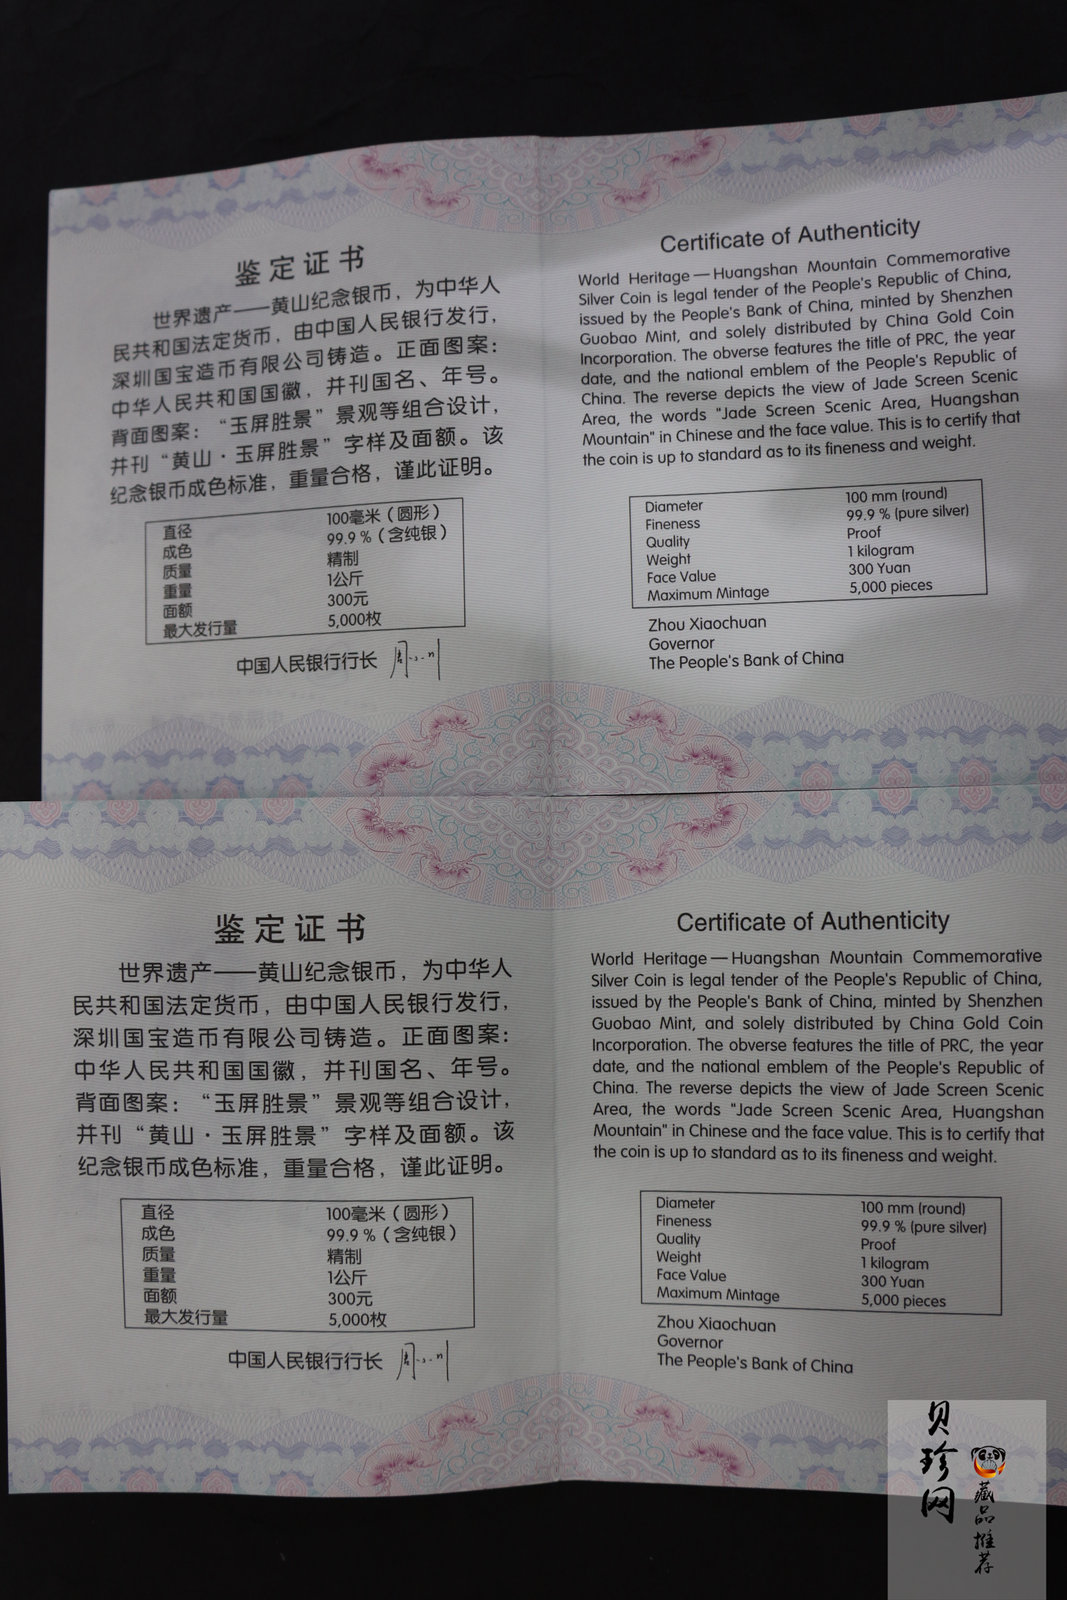 鉴定证书
世界遗产——黄山纪念银币，为中华人
民共和国法定货币，由中国人民银行发行，
深圳国宝造币有限公司铸造。正面图案：
中华人民共和国国徽，并刊国名、年号。
背面图案：“玉屏胜景”景观等组合设计，
并刊“黄山·玉屏胜景”字样及面额。该
纪念银币成色标准，重量合格，谨此证明。
直径 100毫米（圆形）
成色 99.9 %（含纯银）
质量 精制
重量 1公斤
面额 300元
最大发行量 5,000枚
中国人民银行行长
Certificate of Authenticity
World Heritage — Huangshan Mountain Commemorative
Silver Coin is legal tender of the People's Republic of China,
issued by the People's Bank of China, minted by Shenzhen
Guobao Mint, and solely distributed by China Gold Coin
Incorporation. The obverse features the title of PRC, the year
date, and the national emblem of the People's Republic of
China. The reverse depicts the view of Jade Screen Scenic
Area, the words "Jade Screen Scenic Area, Huangshan
Mountain" in Chinese and the face value. This is to certify that
the coin is up to standard as to its fineness and weight.
Diameter 100 mm (round)
Fineness 99.9 % (pure silver)
Quality Proof
Weight 1 kilogram
Face Value 300 Yuan
Maximum Mintage 5,000 pieces
Zhou Xiaochuan
Governor
The People's Bank of China
鉴定证书
世界遗产——黄山纪念银币，为中华人
民共和国法定货币，由中国人民银行发行，
深圳国宝造币有限公司铸造。正面图案：
中华人民共和国国徽，并刊国名、年号。
背面图案：“玉屏胜景”景观等组合设计，
并刊“黄山·玉屏胜景”字样及面额。该
纪念银币成色标准，重量合格，谨此证明。
直径 100毫米（圆形）
成色 99.9 %（含纯银）
质量 精制
重量 1公斤
面额 300元
最大发行量 5,000枚
中国人民银行行长
Certificate of Authenticity
World Heritage — Huangshan Mountain Commemorative
Silver Coin is legal tender of the People's Republic of China,
issued by the People's Bank of China, minted by Shenzhen
Guobao Mint, and solely distributed by China Gold Coin
Incorporation. The obverse features the title of PRC, the year
date, and the national emblem of the People's Republic of
China. The reverse depicts the view of Jade Screen Scenic
Area, the words "Jade Screen Scenic Area, Huangshan
Mountain" in Chinese and the face value. This is to certify that
the coin is up to standard as to its fineness and weight.
Diameter 100 mm (round)
Fineness 99.9 % (pure silver)
Quality Proof
Weight 1 kilogram
Face Value 300 Yuan
Maximum Mintage 5,000 pieces
Zhou Xiaochuan
Governor
The People's Bank of China
贝珍网
藏品推荐